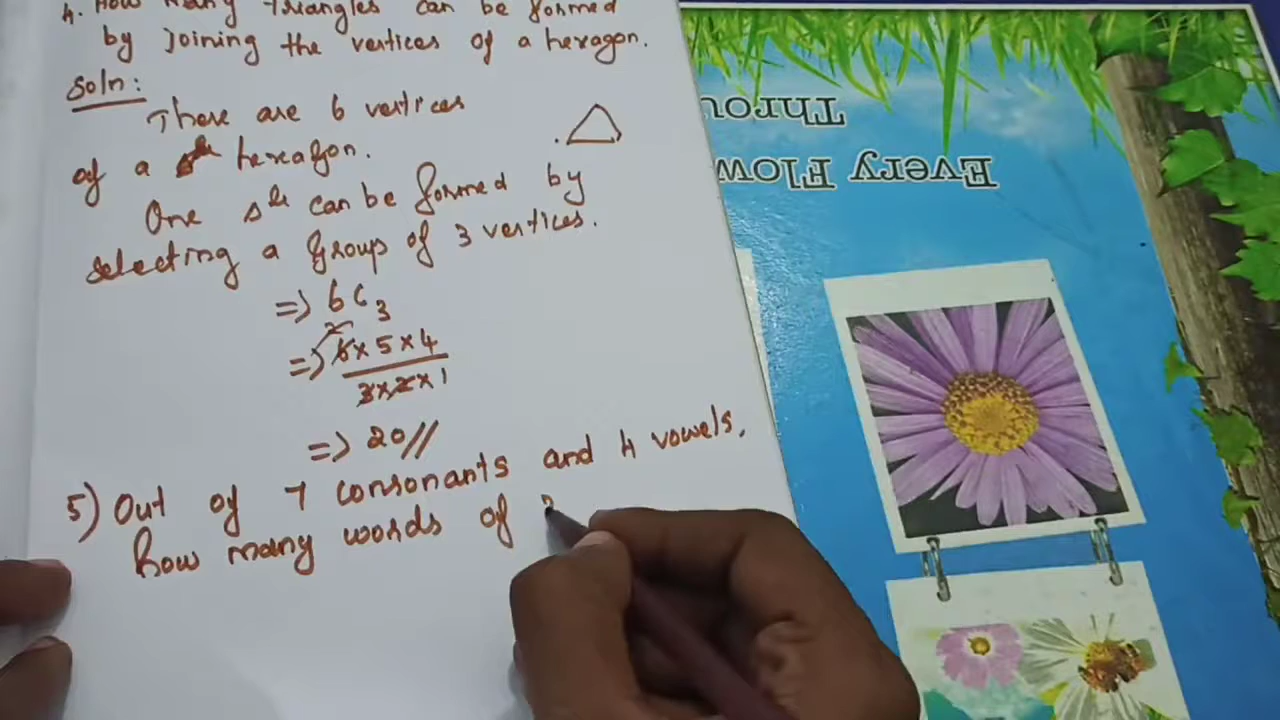 4. How many triangles can be formed
by Joining the vertices of a hexagon.
Soln:
There are 6 vertices
of a hexagon.
One Δle can be formed by
selecting a Group of 3 vertices.
=> 6C3
=> 6 x 5 x 4
3 x 2 x 1
=> 20//
5) Out of 7 consonants and 4 vowels,
how many words of
Throu
Every Flow